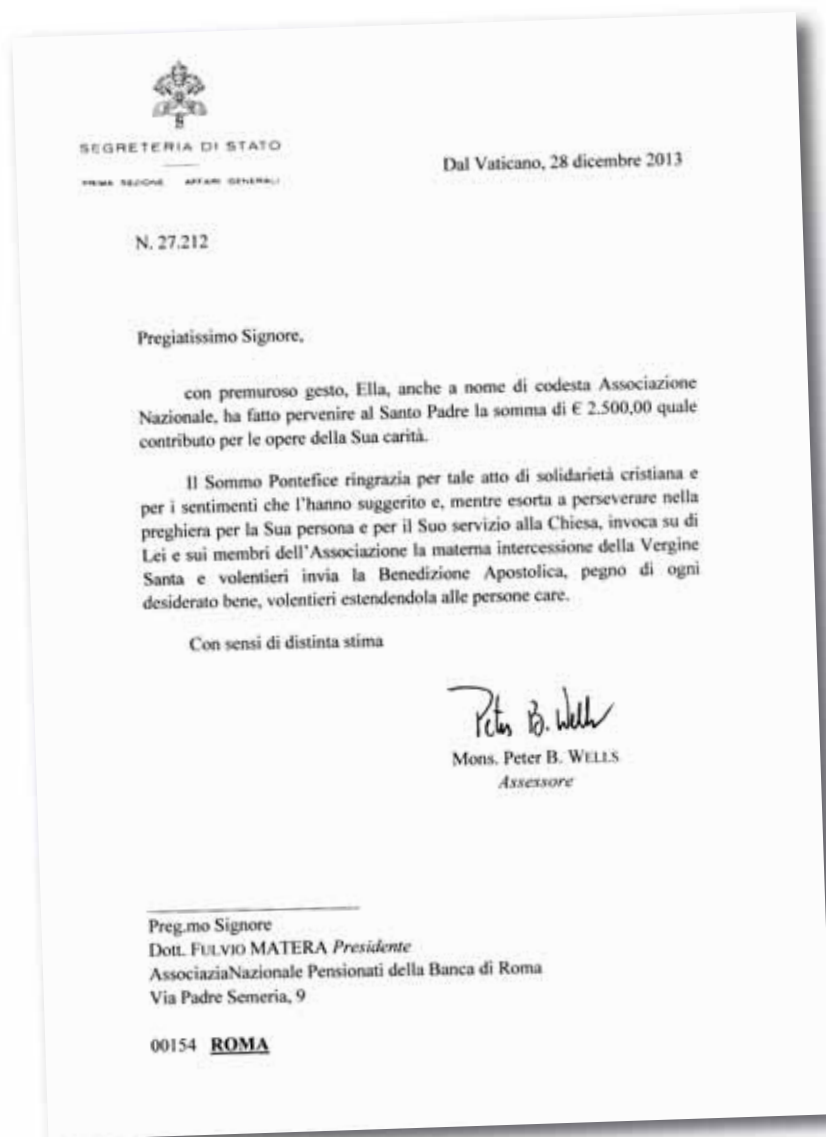 SEGRETERIA DI STATO
PRIMA SEZIONE AFFARI GENERALI
Dal Vaticano, 28 dicembre 2013
N. 27.212
Pregiatissimo Signore,
con premuroso gesto, Ella, anche a nome di codesta Associazione
Nazionale, ha fatto pervenire al Santo Padre la somma di € 2.500,00 quale
contributo per le opere della Sua carità.
Il Sommo Pontefice ringrazia per tale atto di solidarietà cristiana e
per i sentimenti che l'hanno suggerito e, mentre esorta a perseverare nella
preghiera per la Sua persona e per il Suo servizio alla Chiesa, invoca su di
Lei e sui membri dell'Associazione la materna intercessione della Vergine
Santa e volentieri invia la Benedizione Apostolica, pegno di ogni
desiderato bene, volentieri estendendola alle persone care.
Con sensi di distinta stima
Peter B. Wells
Mons. Peter B. WELLS
Assessore
Preg.mo Signore
Dott. FULVIO MATERA Presidente
AssociaziaNazionale Pensionati della Banca di Roma
Via Padre Semeria, 9
00154 ROMA